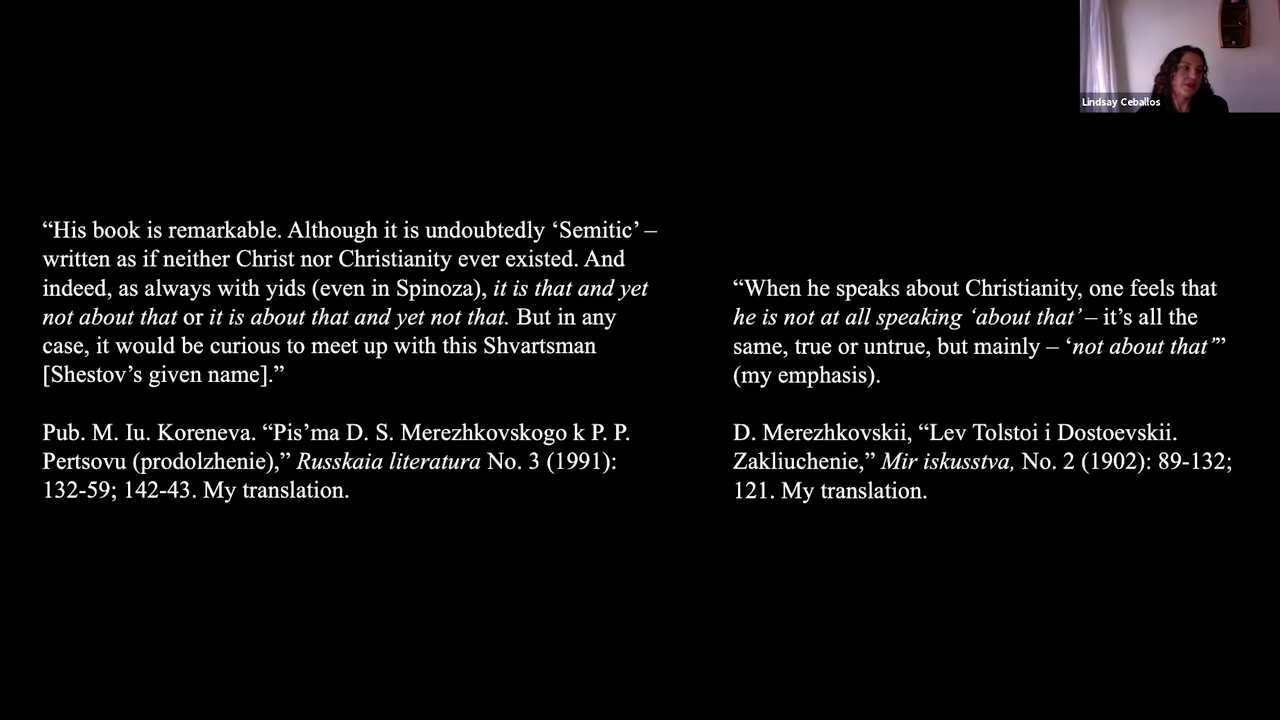 Lindsay Ceballos
“His book is remarkable. Although it is undoubtedly ‘Semitic’ –
written as if neither Christ nor Christianity ever existed. And
indeed, as always with yids (even in Spinoza), it is that and yet
not about that or it is about that and yet not that. But in any
case, it would be curious to meet up with this Shvartsman
[Shestov’s given name].”
Pub. M. Iu. Koreneva. “Pis’ma D. S. Merezhkovskogo k P. P.
Pertsovu (prodolzhenie),” Russkaia literatura No. 3 (1991):
132-59; 142-43. My translation.
“When he speaks about Christianity, one feels that
he is not at all speaking ‘about that’ – it’s all the
same, true or untrue, but mainly – ‘not about that’”
(my emphasis).
D. Merezhkovskii, “Lev Tolstoi i Dostoevskii.
Zakliuchenie,” Mir iskusstva, No. 2 (1902): 89-132;
121. My translation.